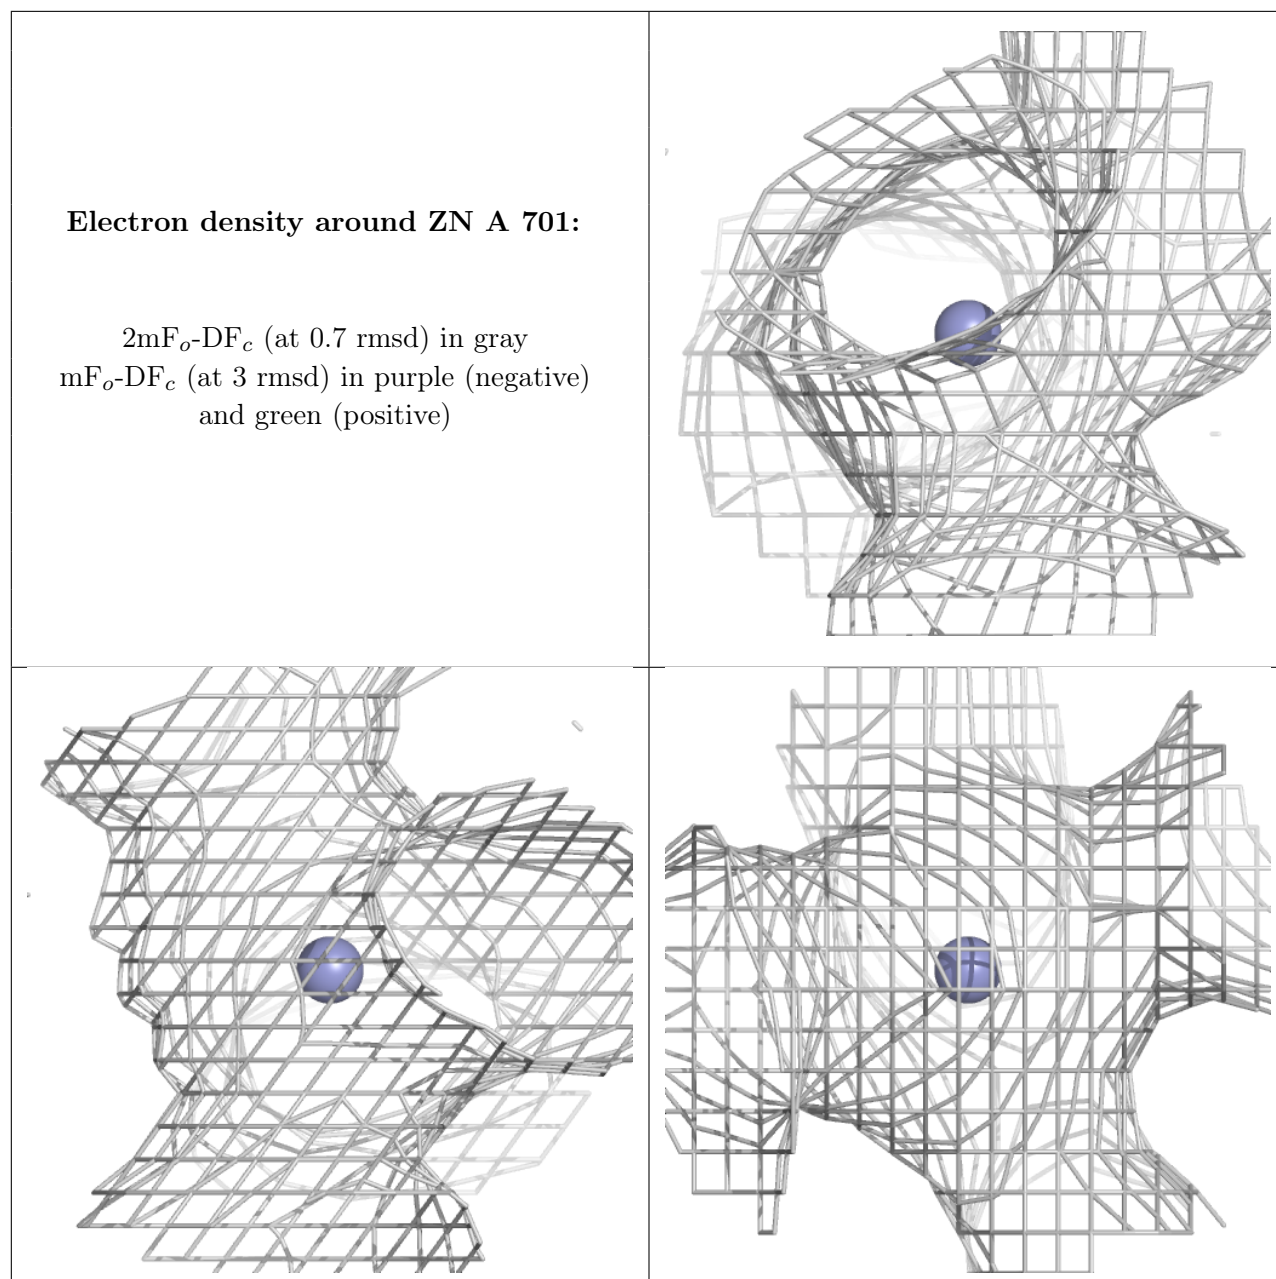 Electron density around ZN A 701:
2mFo-DFc (at 0.7 rmsd) in gray
mFo-DFc (at 3 rmsd) in purple (negative)
and green (positive)